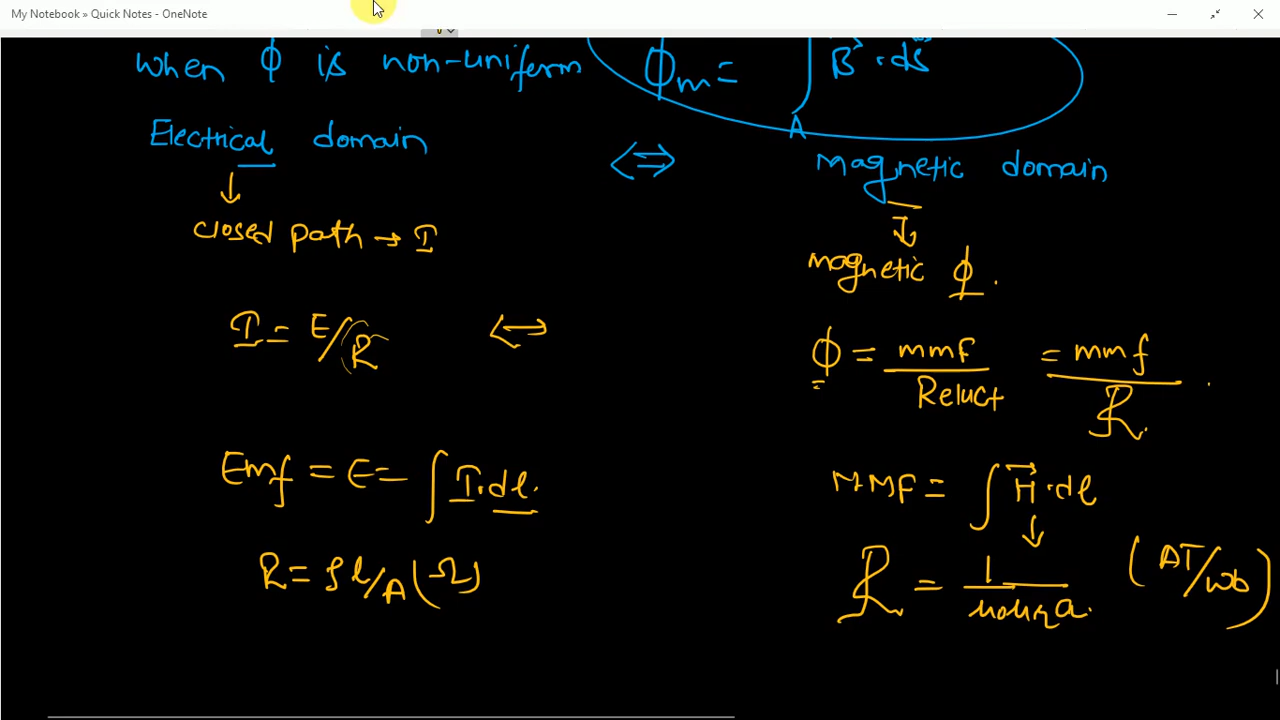 My Notebook » Quick Notes - OneNote
when Φ is non-uniform Φm = ∫A B⃗ · ds⃗
Electrical domain ⇔ Magnetic domain
↓
closed path → I
magnetic Φ.
I = E/R ⇔ Φ = mmf/Reluct = mmf/R.
Emf = E = ∫ I.dl.
MMF = ∫ H⃗ · dl
R = ρl/A (Ω)
R = l/μ0μra. (AT/wb)